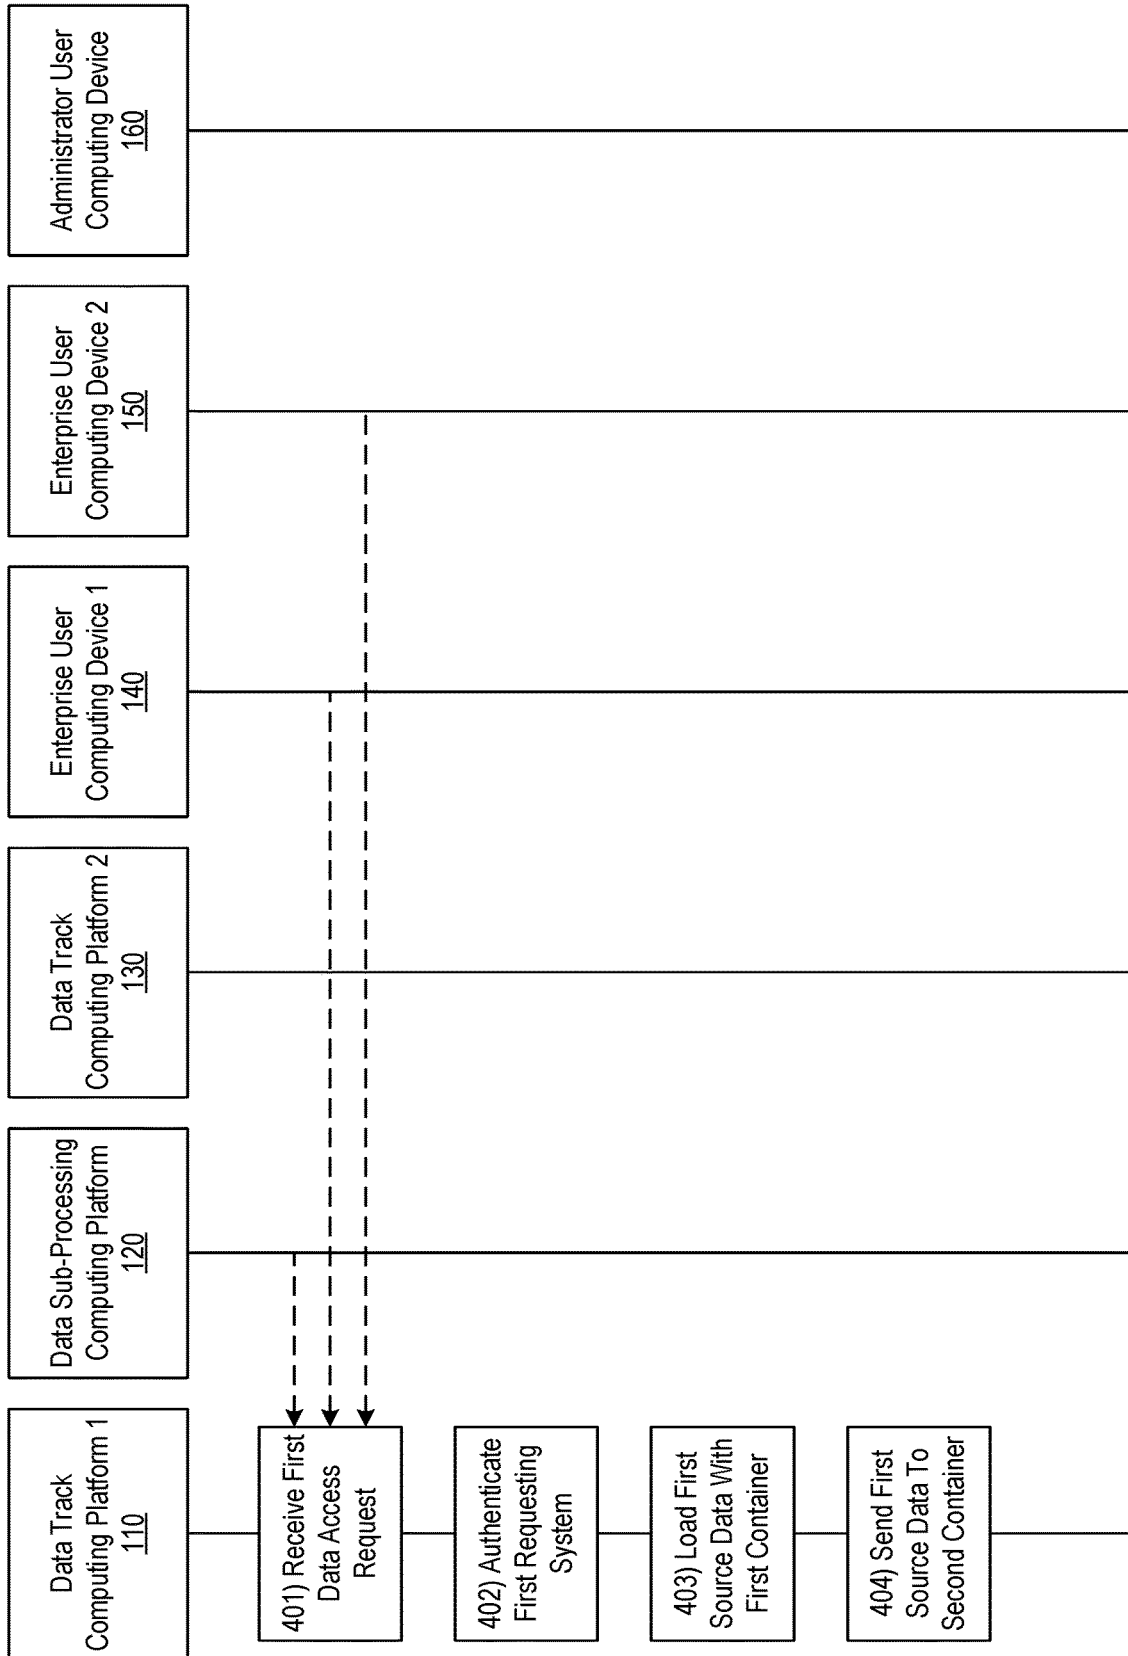 Data Track
Computing Platform 1
110
Data Sub-Processing
Computing Platform
120
Data Track
Computing Platform 2
130
Enterprise User
Computing Device 1
140
Enterprise User
Computing Device 2
150
Administrator User
Computing Device
160
401) Receive First
Data Access
Request
402) Authenticate
First Requesting
System
403) Load First
Source Data With
First Container
404) Send First
Source Data To
Second Container